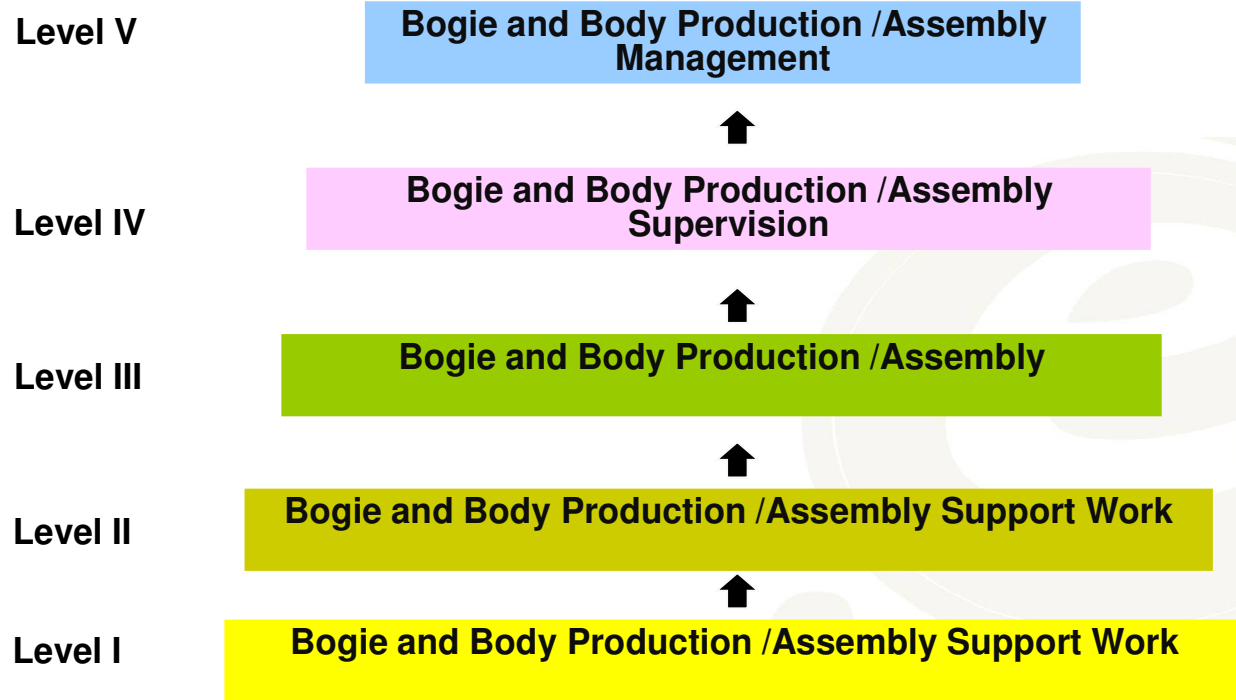 Level V
Bogie and Body Production /Assembly
Management
Level IV
Bogie and Body Production /Assembly
Supervision
Level III
Bogie and Body Production /Assembly
Level II
Bogie and Body Production /Assembly Support Work
Level I
Bogie and Body Production /Assembly Support Work